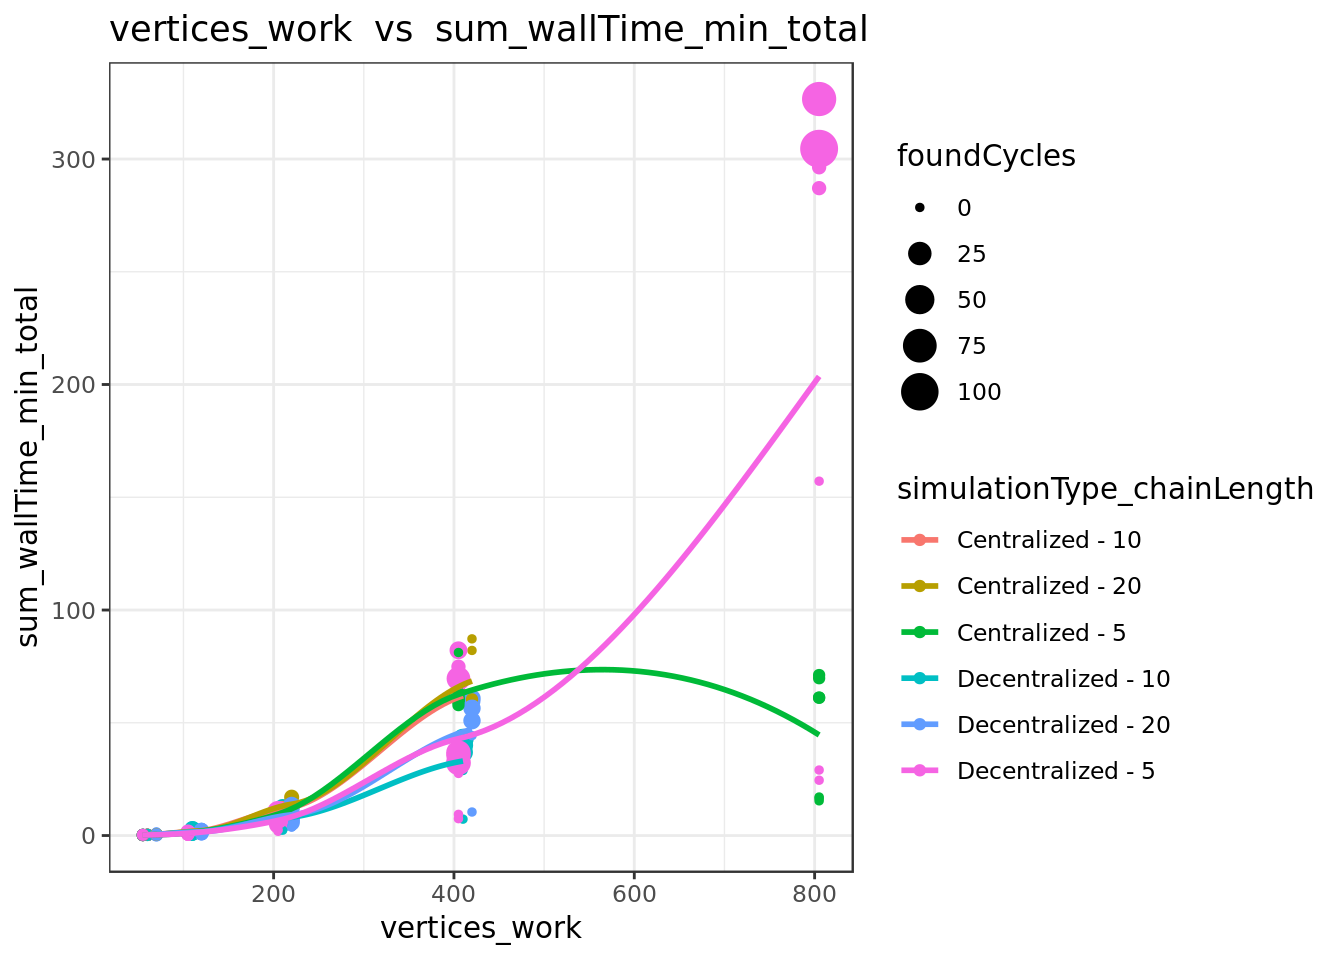 vertices_work  vs  sum_wallTime_min_total
sum_wallTime_min_total
300
200
100
0
200
400
600
800
vertices_work
foundCycles
0
25
50
75
100
simulationType_chainLength
Centralized - 10
Centralized - 20
Centralized - 5
Decentralized - 10
Decentralized - 20
Decentralized - 5